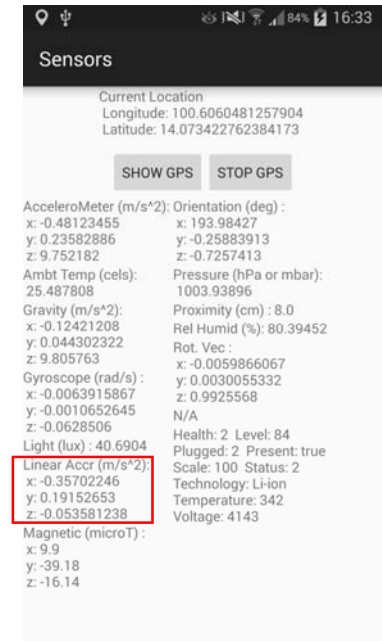 84% 16:33
Sensors
Current Location
Longitude: 100.6060481257904
Latitude: 14.073422762384173
SHOW GPS STOP GPS
AcceleroMeter (m/s^2):
x: -0.48123455
y: 0.23582886
z: 9.752182
Ambt Temp (cels):
25.487808
Gravity (m/s^2):
x: -0.12421208
y: 0.044302322
z: 9.805763
Gyroscope (rad/s) :
x: -0.0063915867
y: -0.0010652645
z: -0.0628506
Light (lux) : 40.6904
Linear Accr (m/s^2):
x: -0.35702246
y: 0.19152653
z: -0.053581238
Magnetic (microT) :
x: 9.9
y: -39.18
z: -16.14
Orientation (deg) :
x: 193.98427
y: -0.25883913
z: -0.7257413
Pressure (hPa or mbar):
1003.93896
Proximity (cm) : 8.0
Rel Humid (%): 80.39452
Rot. Vec :
x: -0.0059866067
y: 0.0030055332
z: 0.9925568
N/A
Health: 2 Level: 84
Plugged: 2 Present: true
Scale: 100 Status: 2
Technology: Li-ion
Temperature: 342
Voltage: 4143